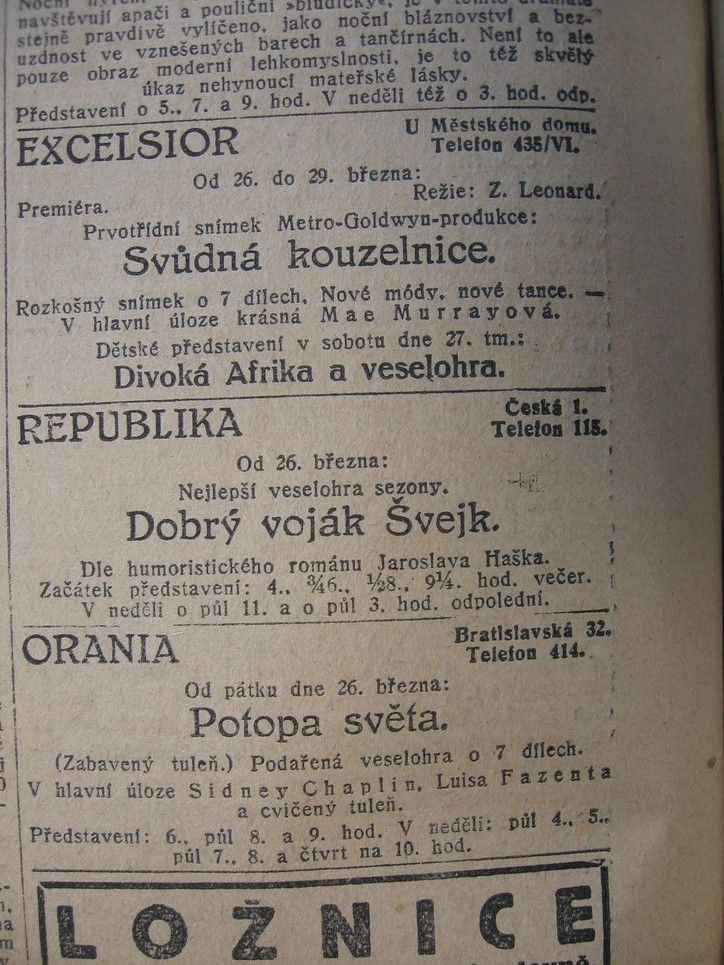 navštěvují apači a pouliční »bludičky«, je v tomto dramate
stejně pravdivě vylíčeno, jako noční bláznovství a bez-
uzdnost ve vznešených barech a tančírnách. Není to ale
pouze obraz moderní lehkomyslnosti, je to též skvělý
úkaz nehynoucí mateřské lásky.
Představení o 5., 7. a 9. hod. V neděli též o 3. hod. odp.
EXCELSIOR
U Městského domu.
Telefon 435/VI.
Od 26. do 29. března:
Režie: Z. Leonard.
Premiéra.
Prvotřídní snímek Metro-Goldwyn-produkce:
Svůdná kouzelnice.
Rozkošný snímek o 7 dílech. Nové módy, nové tance. —
V hlavní úloze krásná Mae Murrayová.
Dětské představení v sobotu dne 27. tm.:
Divoká Afrika a veselohra.
REPUBLIKA
Česká 1.
Telefon 115.
Od 26. března:
Nejlepší veselohra sezony.
Dobrý voják Švejk.
Dle humoristického románu Jaroslava Haška.
Začátek představení: 4., ¾6., ½8., 9¼. hod. večer.
V neděli o půl 11. a o půl 3. hod. odpolední.
ORANIA
Bratislavská 32.
Telefon 414.
Od pátku dne 26. března:
Potopa světa.
(Zabavený tuleň.) Podařená veselohra o 7 dílech.
V hlavní úloze Sidney Chaplin, Luisa Fazenta
a cvičený tuleň.
Představení: 6., půl 8. a 9. hod. V neděli: půl 4., 5.,
půl 7., 8. a čtvrt na 10. hod.
LOŽNICE